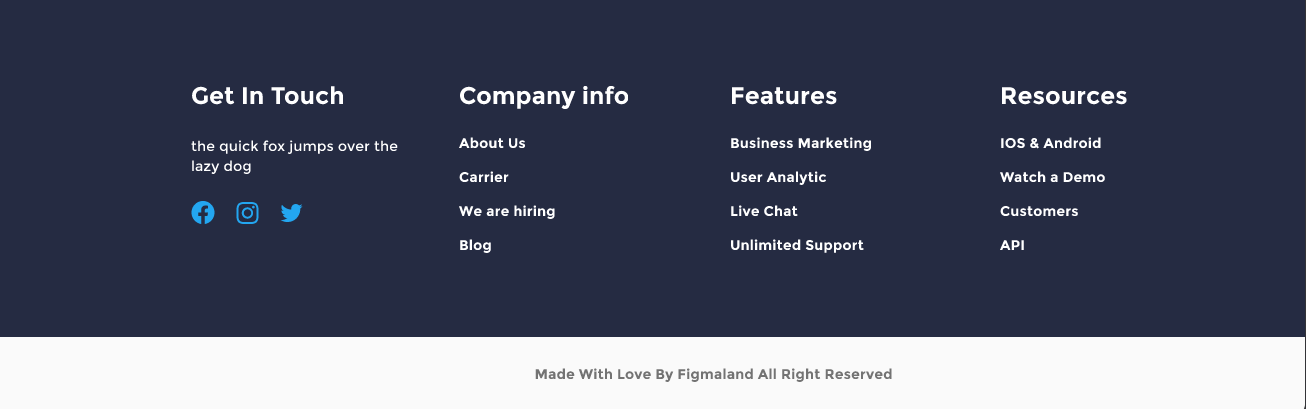 Get In Touch
the quick fox jumps over the
lazy dog
Company info
About Us
Carrier
We are hiring
Blog
Features
Business Marketing
User Analytic
Live Chat
Unlimited Support
Resources
IOS & Android
Watch a Demo
Customers
API
Made With Love By Figmaland All Right Reserved